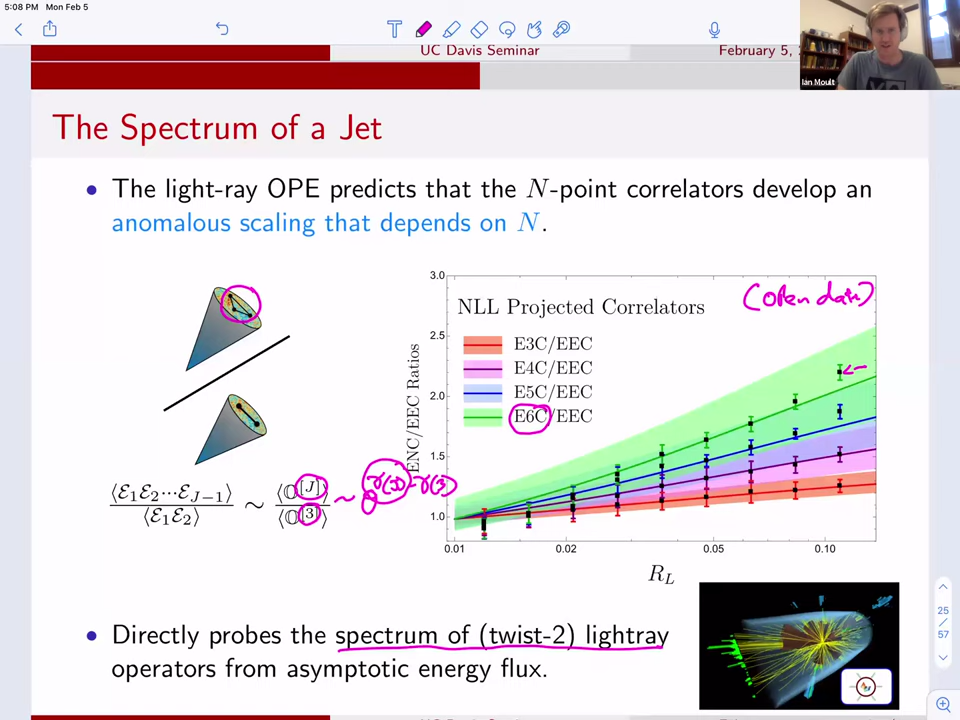 5:08 PM Mon Feb 5
UC Davis Seminar
February 5,
Ian Moult
The Spectrum of a Jet
• The light-ray OPE predicts that the N-point correlators develop an
anomalous scaling that depends on N.
⟨ℰ₁ℰ₂⋯ℰ_{J−1}⟩ / ⟨ℰ₁ℰ₂⟩ ∼ ⟨𝕆^{[J]}⟩ / ⟨𝕆^{[3]}⟩ ∼ θ^{γ(J)-γ(3)}
ENC/EEC Ratios
3.0
2.5
2.0
1.5
1.0
NLL Projected Correlators
(Open data)
E3C/EEC
E4C/EEC
E5C/EEC
E6C/EEC
0.01
0.02
0.05
0.10
R_L
• Directly probes the spectrum of (twist-2) lightray
operators from asymptotic energy flux.
25
/
57